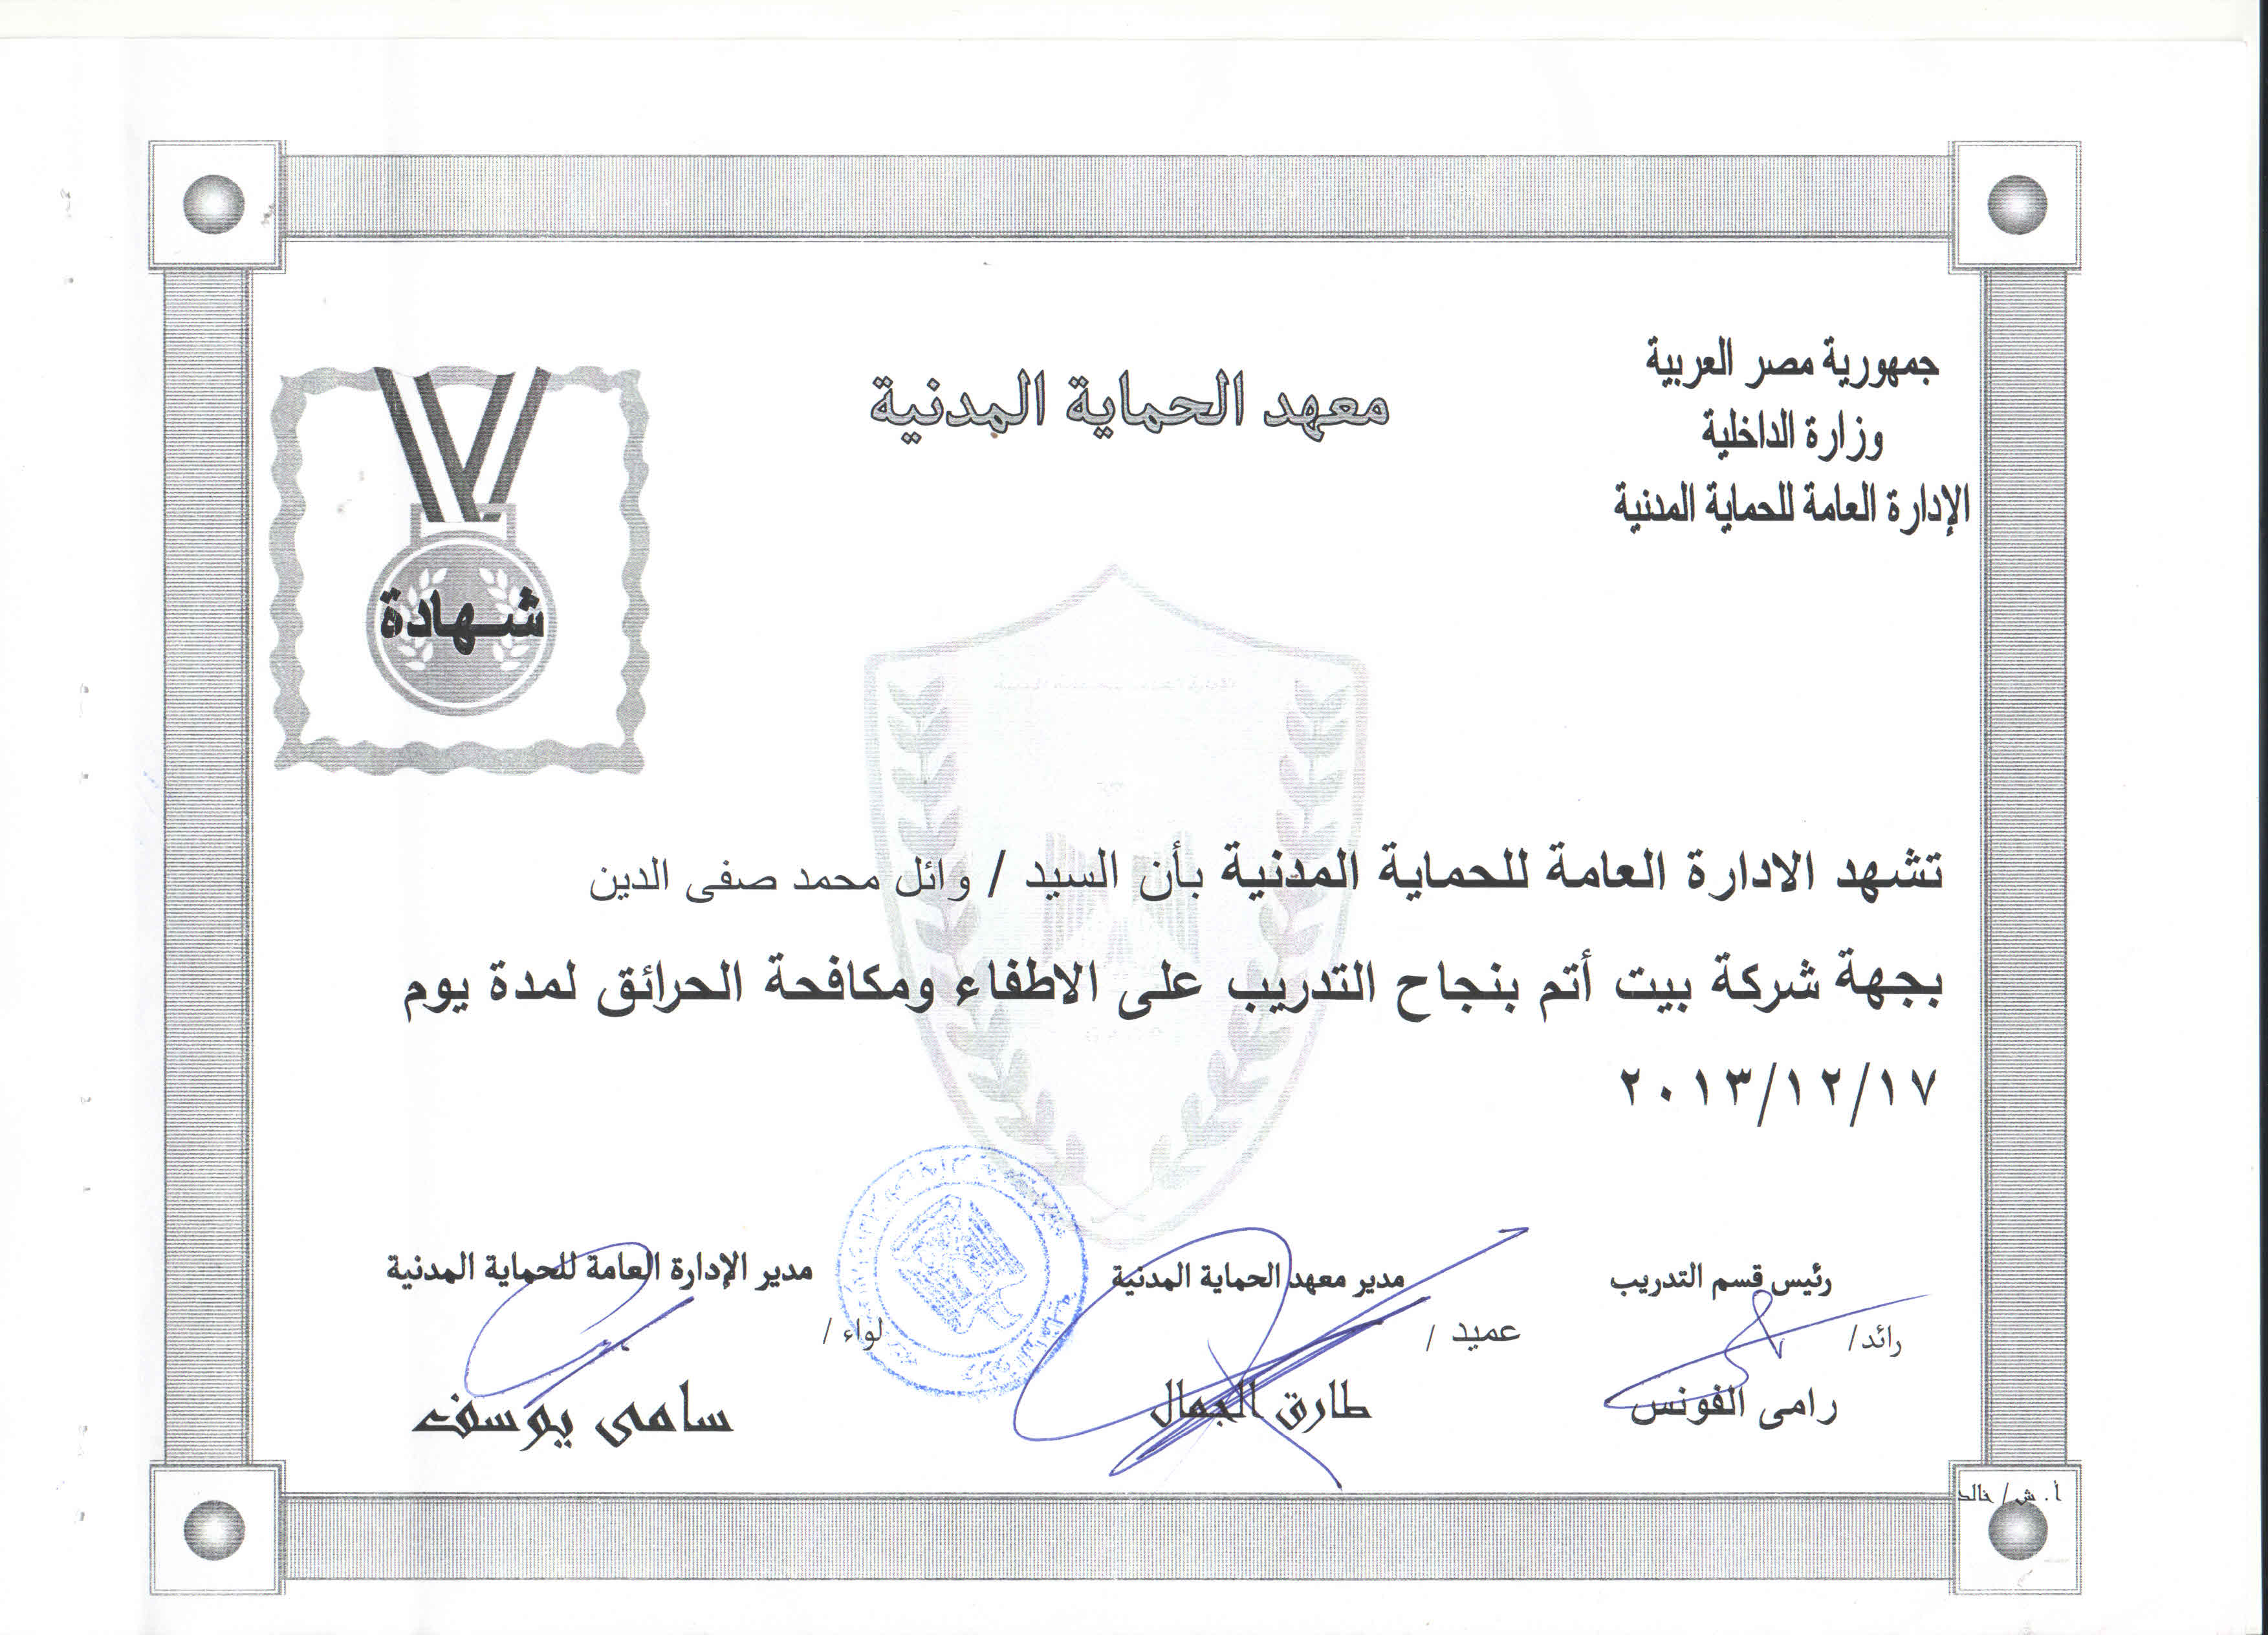 جمهورية مصر العربية
وزارة الداخلية
الإدارة العامة للحماية المدنية
معهد الحماية المدنية
شهادة
تشهد الادارة العامة للحماية المدنية بأن السيد / وائل محمد صفى الدين
بجهة شركة بيت أتم بنجاح التدريب على الاطفاء ومكافحة الحرائق لمدة يوم
٢٠١٣/١٢/١٧
رئيس قسم التدريب
رائد/
رامى الفونس
مدير معهد الحماية المدنية
عميد /
طارق الجمال
مدير الإدارة العامة للحماية المدنية
لواء /
سامى يوسف
أ. ش / خالد